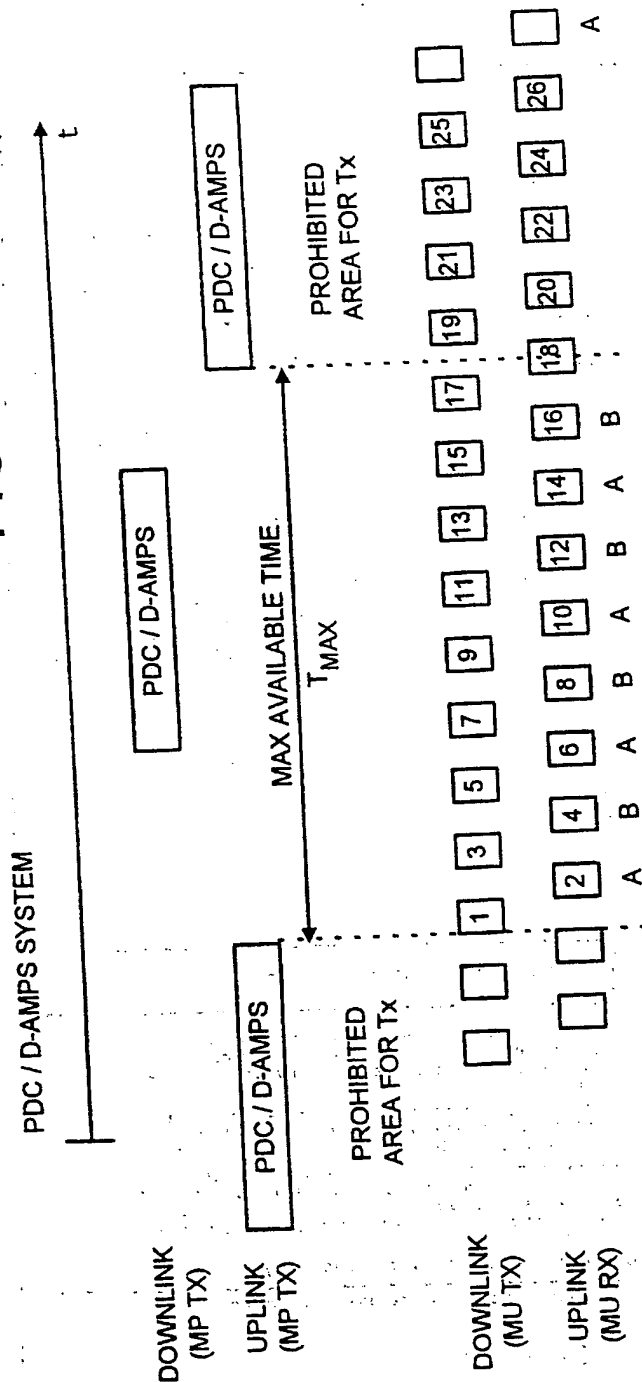 PDC / D-AMPS SYSTEM
t
DOWNLINK
(MP TX)
PDC / D-AMPS
UPLINK
(MP TX)
PDC / D-AMPS
PDC / D-AMPS
MAX AVAILABLE TIME
TMAX
PROHIBITED
AREA FOR Tx
PROHIBITED
AREA FOR Tx
DOWNLINK
(MU TX)
1 3 5 7 9 11 13 15 17 19 21 23 25
UPLINK
(MU RX)
2 4 6 8 10 12 14 16 18 20 22 24 26
A B A B A B A B A